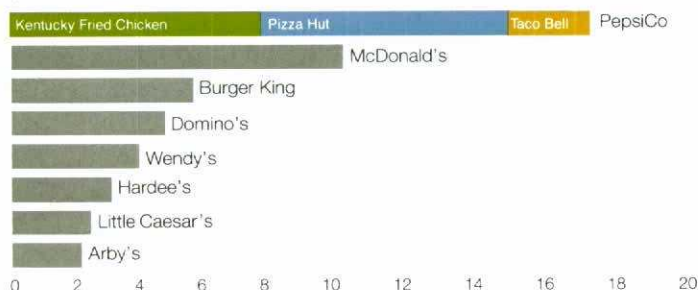 Kentucky Fried Chicken Pizza Hut Taco Bell PepsiCo
McDonald's
Burger King
Domino's
Wendy's
Hardee's
Little Caesar's
Arby's
0 2 4 6 8 10 12 14 16 18 20